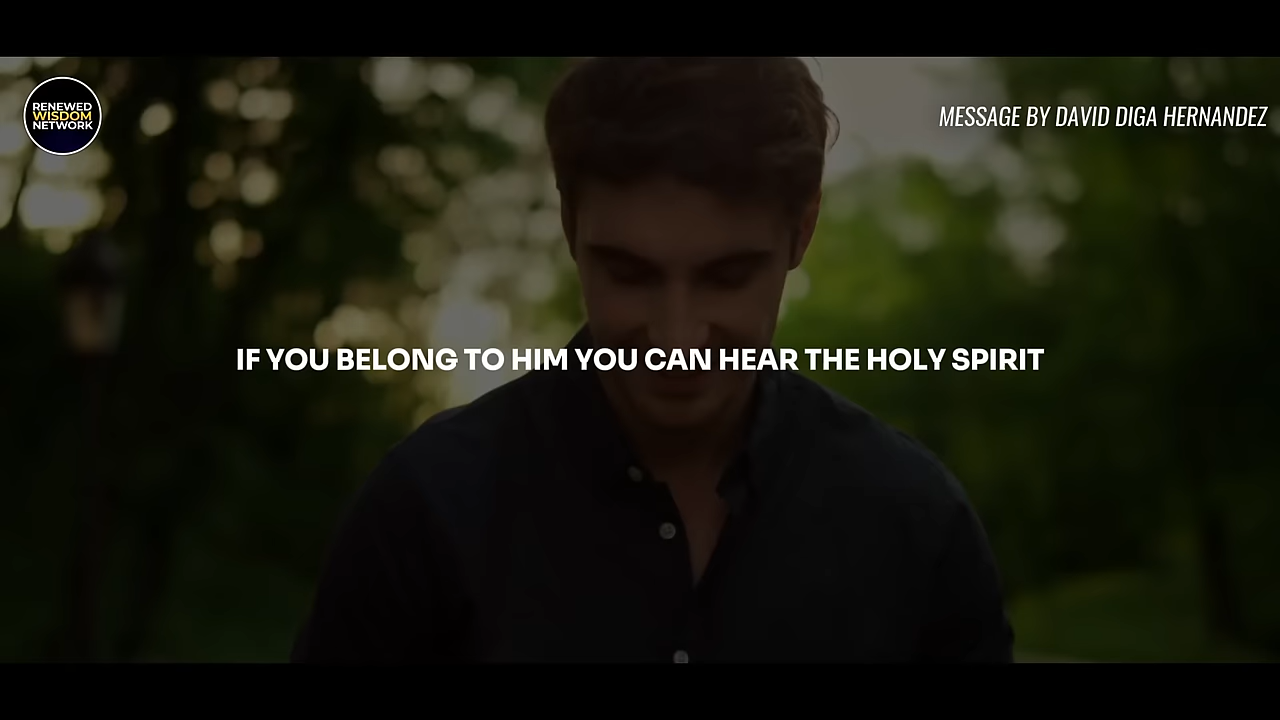 RENEWED
WISDOM
NETWORK
MESSAGE BY DAVID DIGA HERNANDEZ
IF YOU BELONG TO HIM YOU CAN HEAR THE HOLY SPIRIT